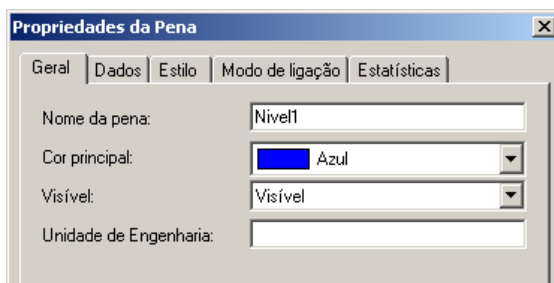 Propriedades da Pena
Geral Dados Estilo Modo de ligação Estatísticas
Nome da pena: Nivel1
Cor principal: Azul
Visível: Visível
Unidade de Engenharia: